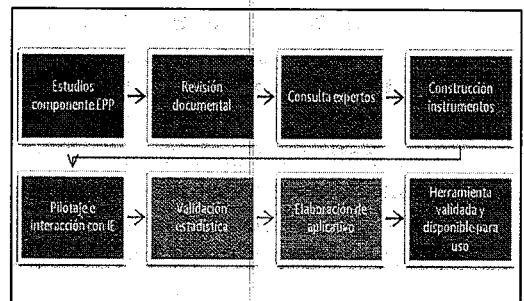 Estudios
componente EPP
Revisión
documental
Consulta expertos
Construcción
instrumentos
Pilotaje e
interacción con IE
Validación
estadística
Elaboración de
aplicativo
Herramienta
validada y
disponible para
uso